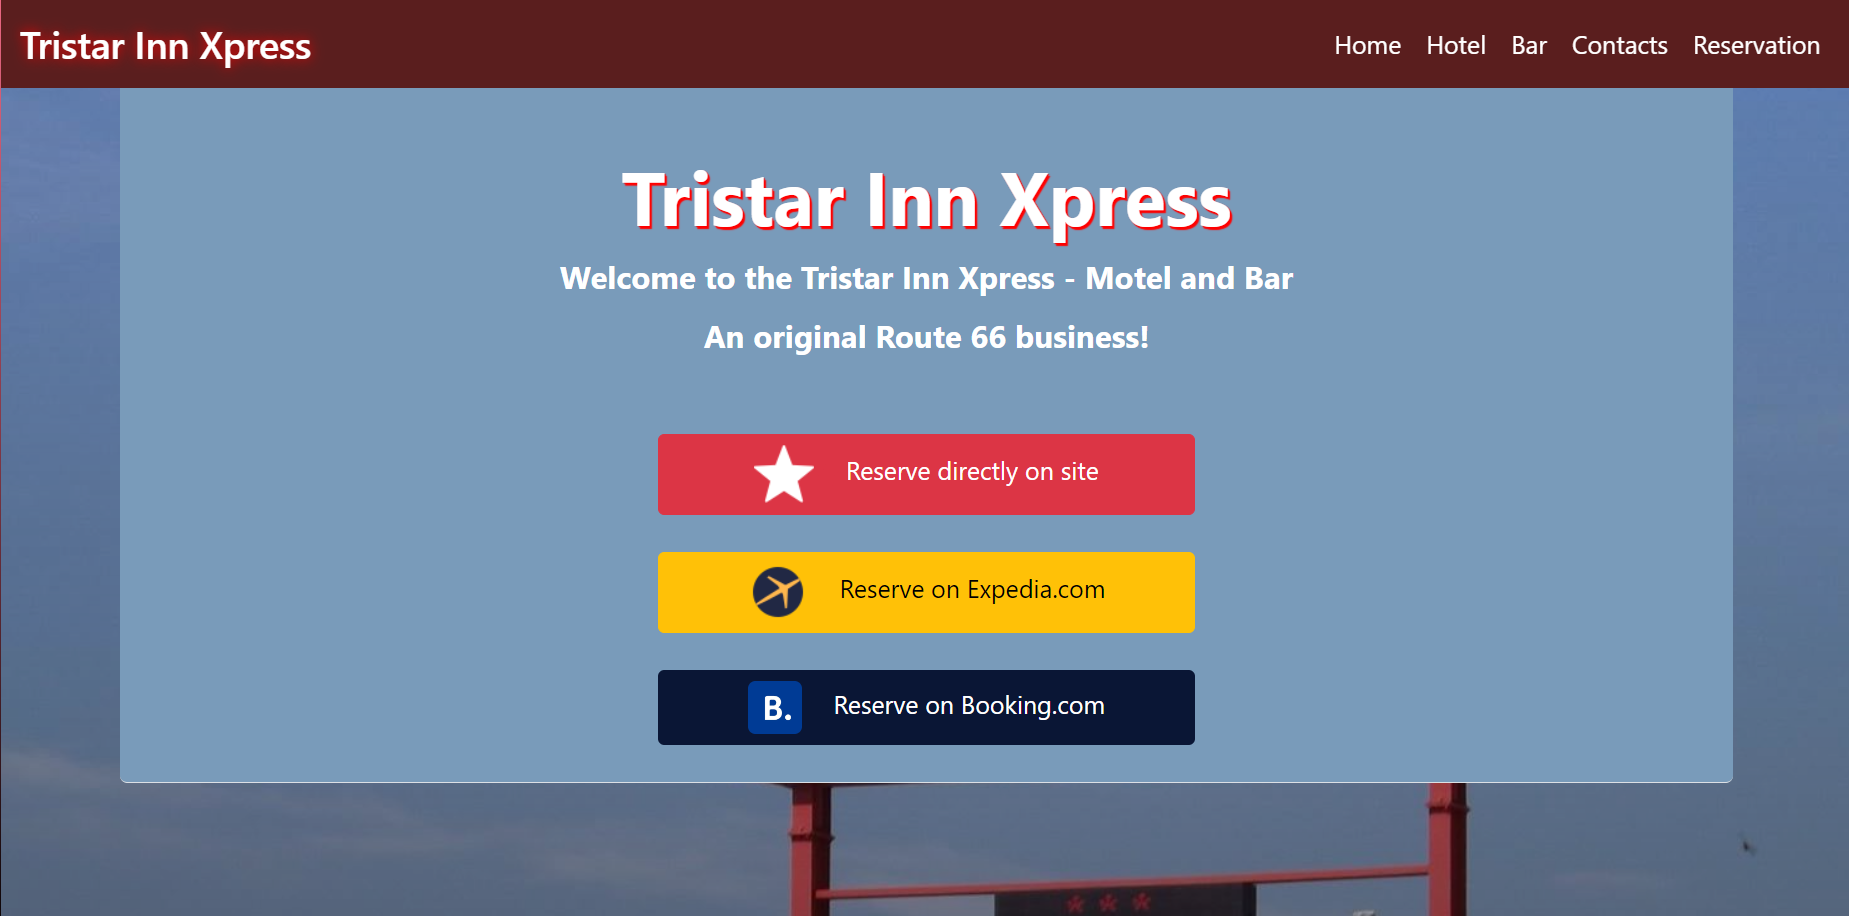 Tristar Inn Xpress
Home Hotel Bar Contacts Reservation
Tristar Inn Xpress
Welcome to the Tristar Inn Xpress - Motel and Bar
An original Route 66 business!
Reserve directly on site
Reserve on Expedia.com
B. Reserve on Booking.com